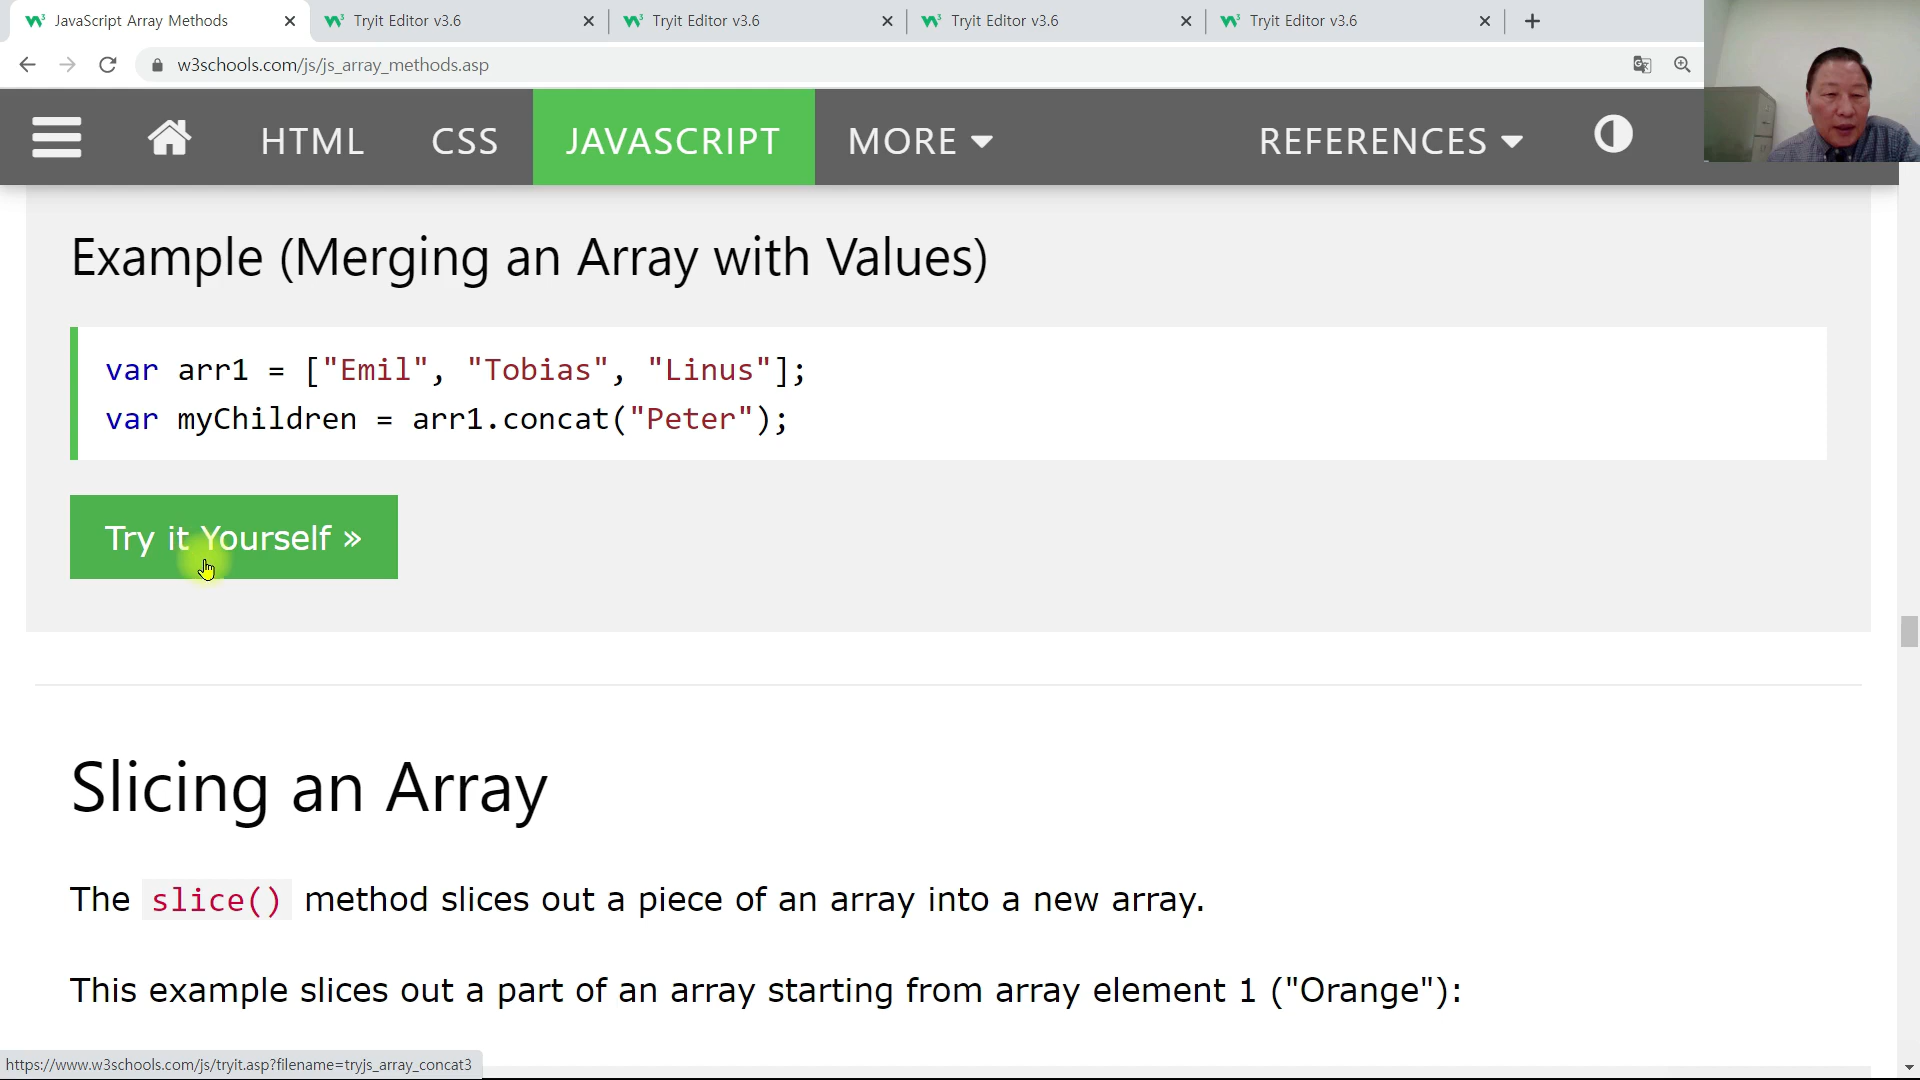 JavaScript Array Methods
Tryit Editor v3.6
Tryit Editor v3.6
Tryit Editor v3.6
Tryit Editor v3.6
w3schools.com/js/js_array_methods.asp
HTML
CSS
JAVASCRIPT
MORE
REFERENCES
Example (Merging an Array with Values)
var arr1 = ["Emil", "Tobias", "Linus"];
var myChildren = arr1.concat("Peter");
Try it Yourself »
Slicing an Array
The slice() method slices out a piece of an array into a new array.
This example slices out a part of an array starting from array element 1 ("Orange"):
https://www.w3schools.com/js/tryit.asp?filename=tryjs_array_concat3